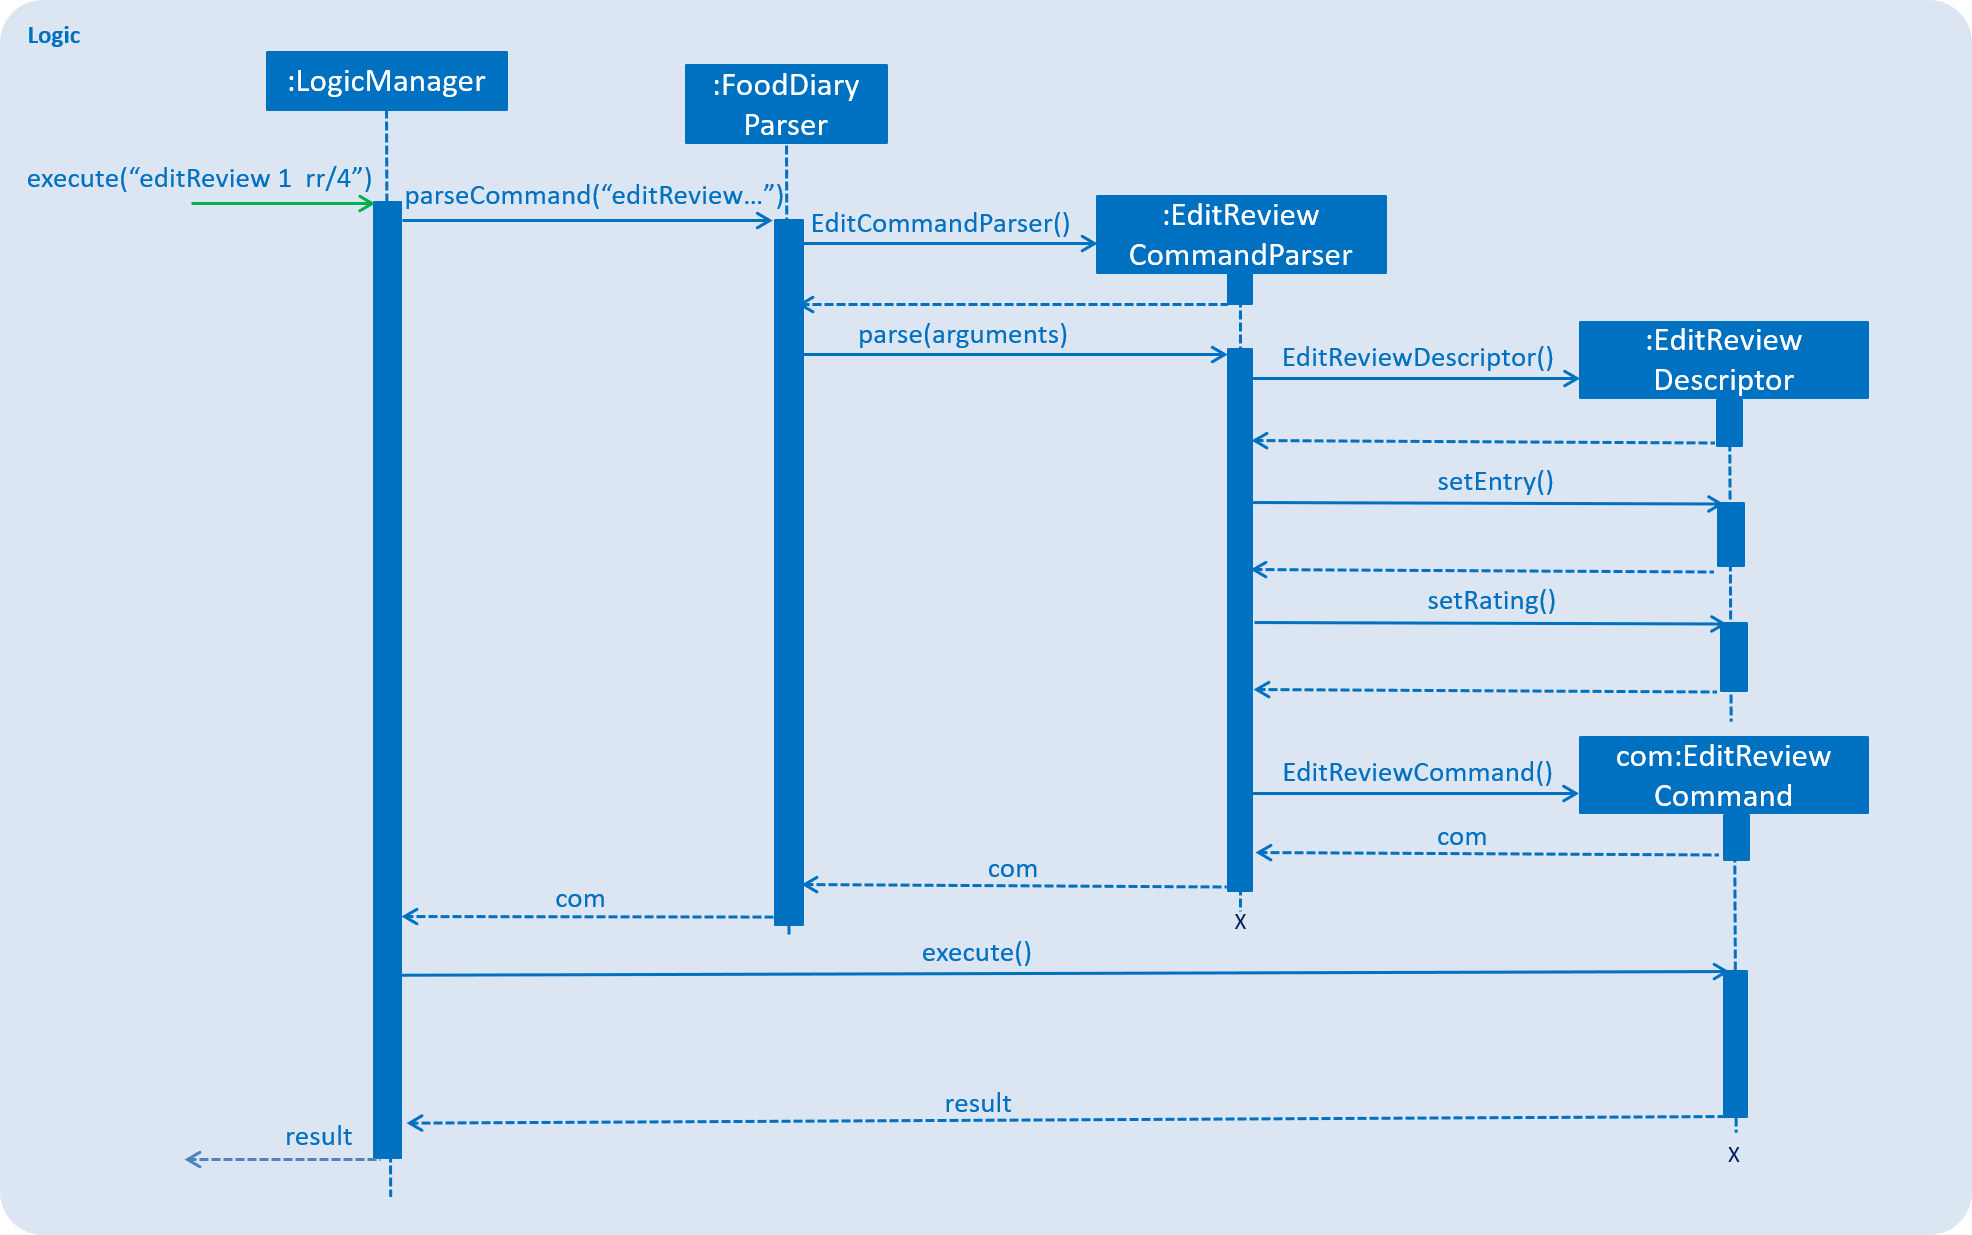 Logic
:LogicManager
:FoodDiary
Parser
execute(“editReview 1  rr/4”)
parseCommand(“editReview…”)
EditCommandParser()
:EditReview
CommandParser
parse(arguments)
EditReviewDescriptor()
:EditReview
Descriptor
setEntry()
setRating()
EditReviewCommand()
com:EditReview
Command
com
com
com
X
execute()
result
result
X